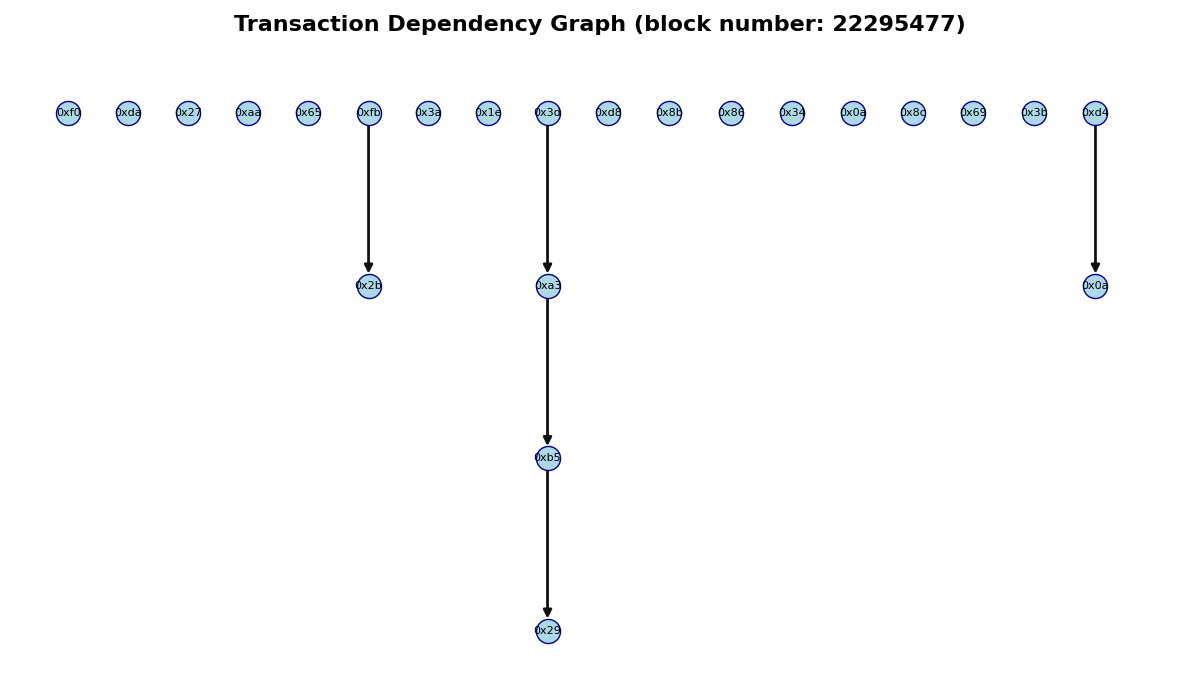 Transaction Dependency Graph (block number: 22295477)
0xf0 0xda 0x27 0xaa 0x65 0xfb 0x3a 0x1e 0x3d 0xd8 0x8b 0x86 0x34 0x0a 0x8c 0x69 0x3b 0xd4
0x2b 0xa3 0x0a
0xb5
0x29